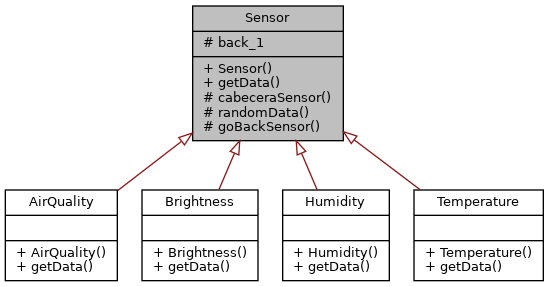 Sensor
# back_1
+ Sensor()
+ getData()
# cabeceraSensor()
# randomData()
# goBackSensor()
AirQuality
+ AirQuality()
+ getData()
Brightness
+ Brightness()
+ getData()
Humidity
+ Humidity()
+ getData()
Temperature
+ Temperature()
+ getData()